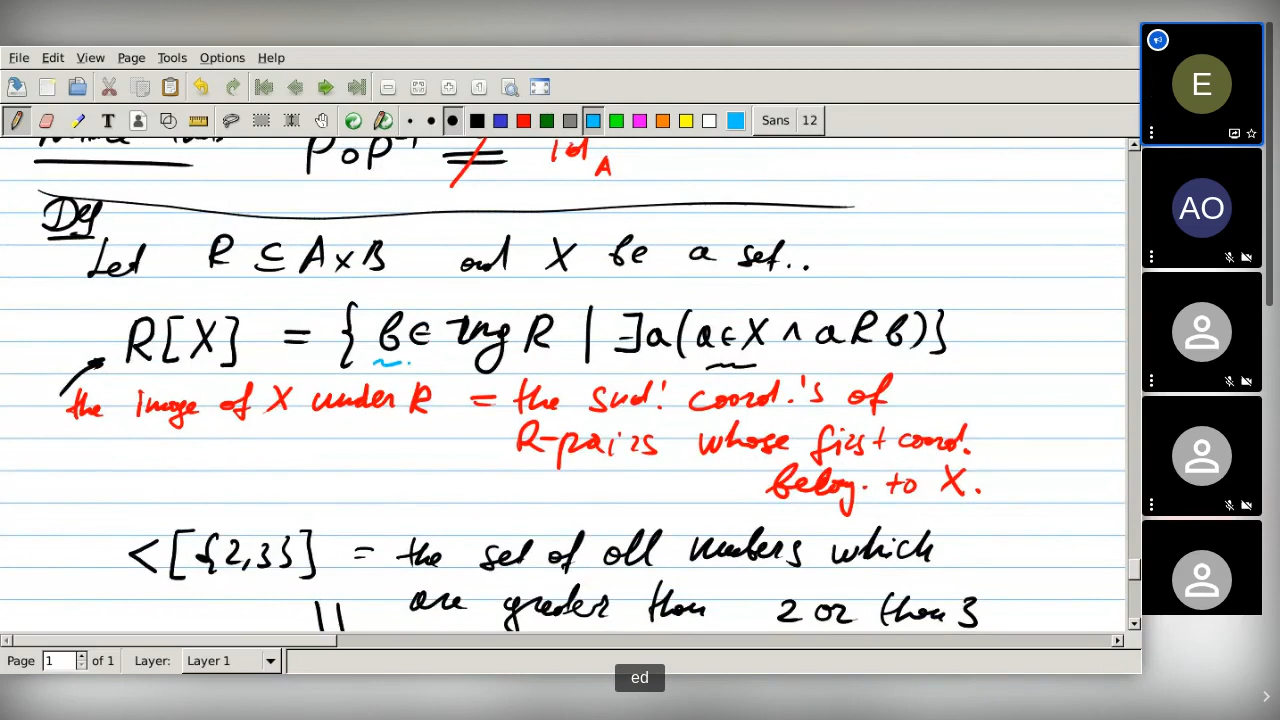 File Edit View Page Tools Options Help
Sans 12
P∘P⁻¹ ≠ id_A
Def
Let R ⊆ A×B and X be a set..
R[X] = { b ∈ rng R | ∃a(a∈X ∧ aRb)}
the image of X under R = the snd! coord.'s of
R-pairs whose first coord.
belong. to X.
<[{2,3}] = the set of all numbers which
are greater than 2 or than 3
Page 1 of 1 Layer: Layer 1
E
AO
ed